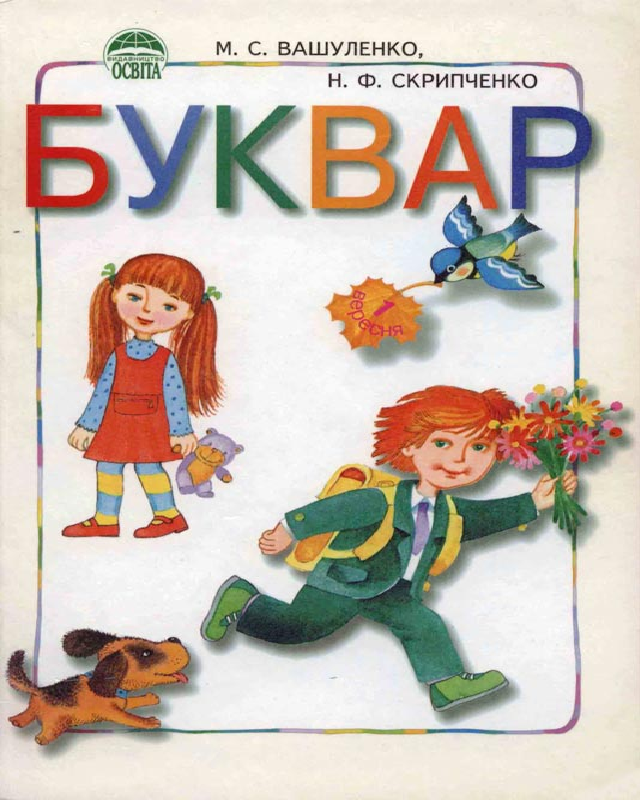 ВИДАВНИЦТВО
ОСВІТА
М. С. ВАШУЛЕНКО,
Н. Ф. СКРИПЧЕНКО
БУКВАР
1
вересня